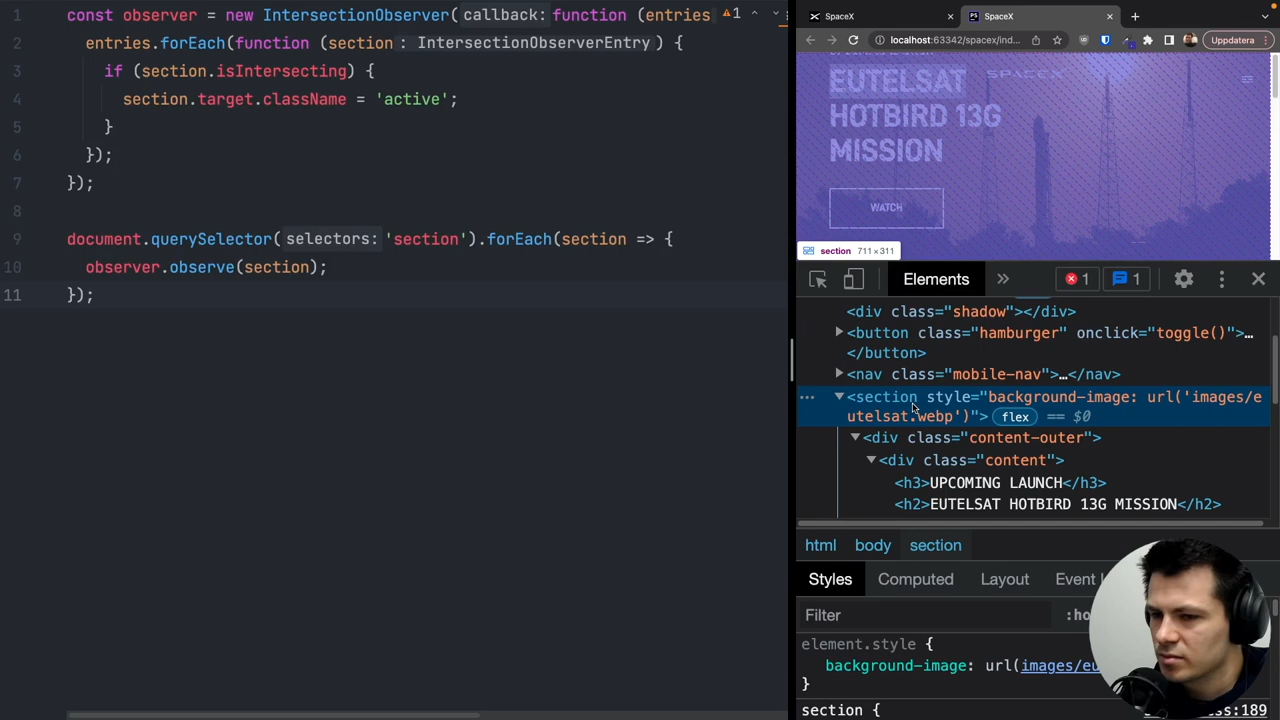 1 const observer = new IntersectionObserver( callback: function (entries ⚠1
2 entries.forEach(function (section : IntersectionObserverEntry ) {
3 if (section.isIntersecting) {
4 section.target.className = 'active';
5 }
6 });
7 });
8
9 document.querySelector( selectors: 'section').forEach(section => {
10 observer.observe(section);
11 });
SpaceX
SpaceX
localhost:63342/spacex/ind...
Uppdatera
SPACEX
EUTELSAT
HOTBIRD 13G
MISSION
WATCH
section 711 × 311
Elements » 1 1
<div class="shadow"></div>
<button class="hamburger" onclick="toggle()">…
</button>
<nav class="mobile-nav">…</nav>
<section style="background-image: url('images/e
utelsat.webp')"> flex == $0
<div class="content-outer">
<div class="content">
<h3>UPCOMING LAUNCH</h3>
<h2>EUTELSAT HOTBIRD 13G MISSION</h2>
html body section
Styles Computed Layout Event
Filter :ho
element.style {
background-image: url(images/eu
}
section { ss:189